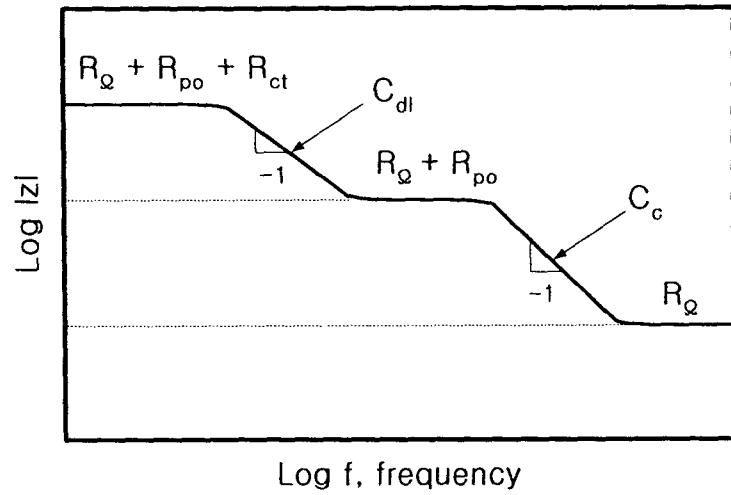 R_Ω + R_po + R_ct
C_dl
-1
R_Ω + R_po
C_c
-1
R_Ω
Log |z|
Log f, frequency